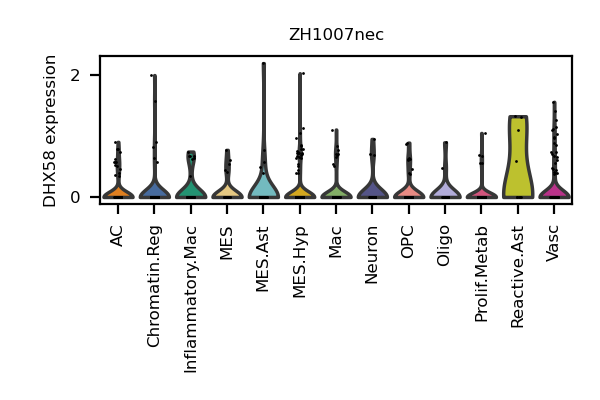 ZH1007nec
DHX58 expression
2
0
AC
Chromatin.Reg
Inflammatory.Mac
MES
MES.Ast
MES.Hyp
Mac
Neuron
OPC
Oligo
Prolif.Metab
Reactive.Ast
Vasc